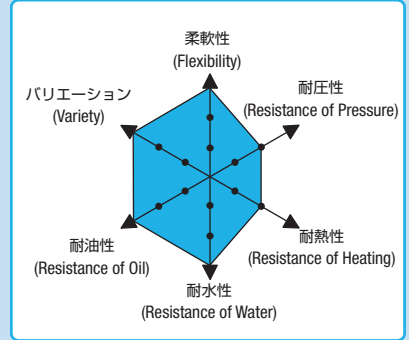 柔軟性
(Flexibility)
バリエーション
(Variety)
耐圧性
(Resistance of Pressure)
耐油性
(Resistance of Oil)
耐熱性
(Resistance of Heating)
耐水性
(Resistance of Water)